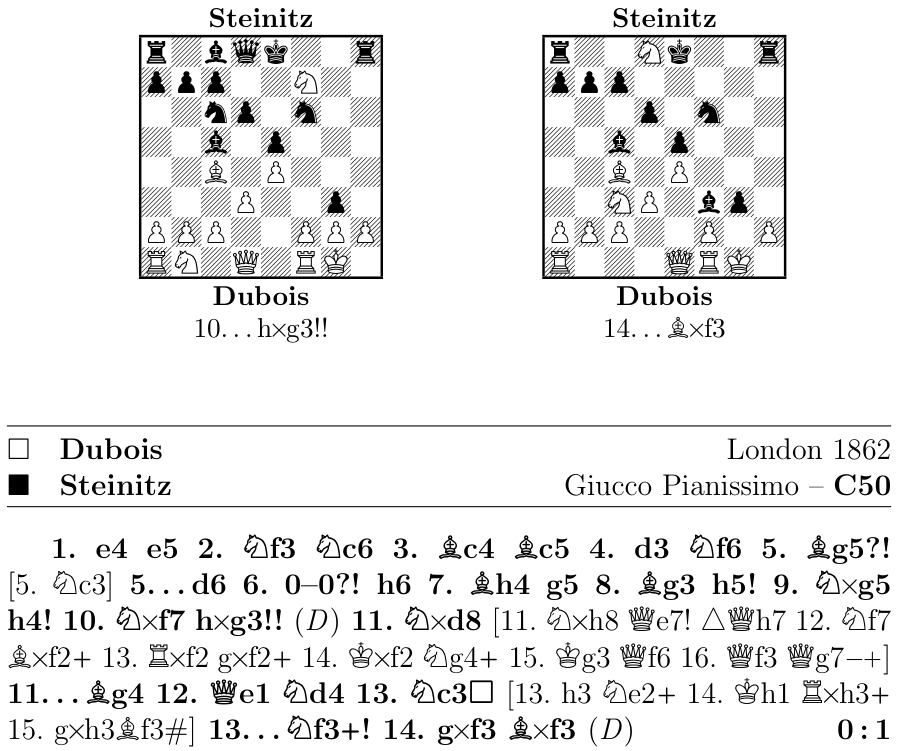 Steinitz Steinitz
Dubois Dubois
10...h×g3!! 14...♗×f3
□ Dubois London 1862
■ Steinitz Giucco Pianissimo – C50
1. e4 e5 2. ♘f3 ♘c6 3. ♗c4 ♗c5 4. d3 ♘f6 5. ♗g5?!
[5. ♘c3] 5...d6 6. 0–0?! h6 7. ♗h4 g5 8. ♗g3 h5! 9. ♘×g5
h4! 10. ♘×f7 h×g3!! (D) 11. ♘×d8 [11. ♘×h8 ♕e7! △♕h7 12. ♘f7
♗×f2+ 13. ♖×f2 g×f2+ 14. ♔×f2 ♘g4+ 15. ♔g3 ♕f6 16. ♕f3 ♕g7−+]
11...♗g4 12. ♕e1 ♘d4 13. ♘c3□ [13. h3 ♘e2+ 14. ♔h1 ♖×h3+
15. g×h3♗f3#] 13...♘f3+! 14. g×f3 ♗×f3 (D) 0 : 1